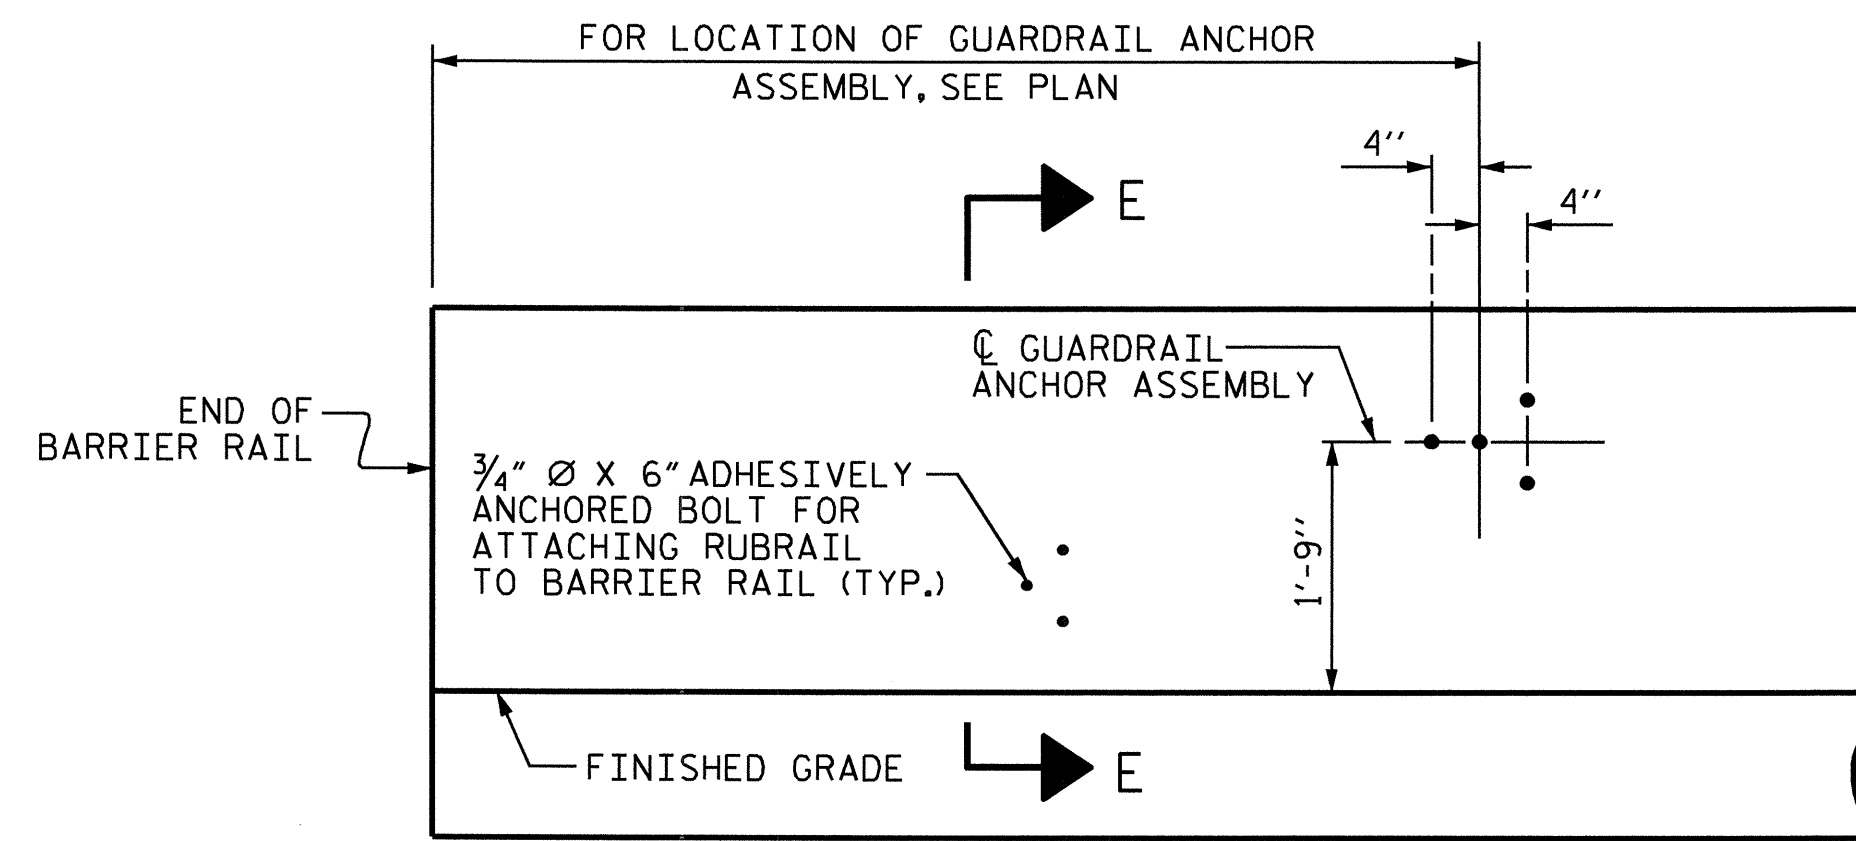 FOR LOCATION OF GUARDRAIL ANCHOR
ASSEMBLY, SEE PLAN
4''
4''
E
℄ GUARDRAIL
ANCHOR ASSEMBLY
END OF
BARRIER RAIL
3/4" Ø X 6" ADHESIVELY
ANCHORED BOLT FOR
ATTACHING RUBRAIL
TO BARRIER RAIL (TYP.)
1'-9"
FINISHED GRADE
E